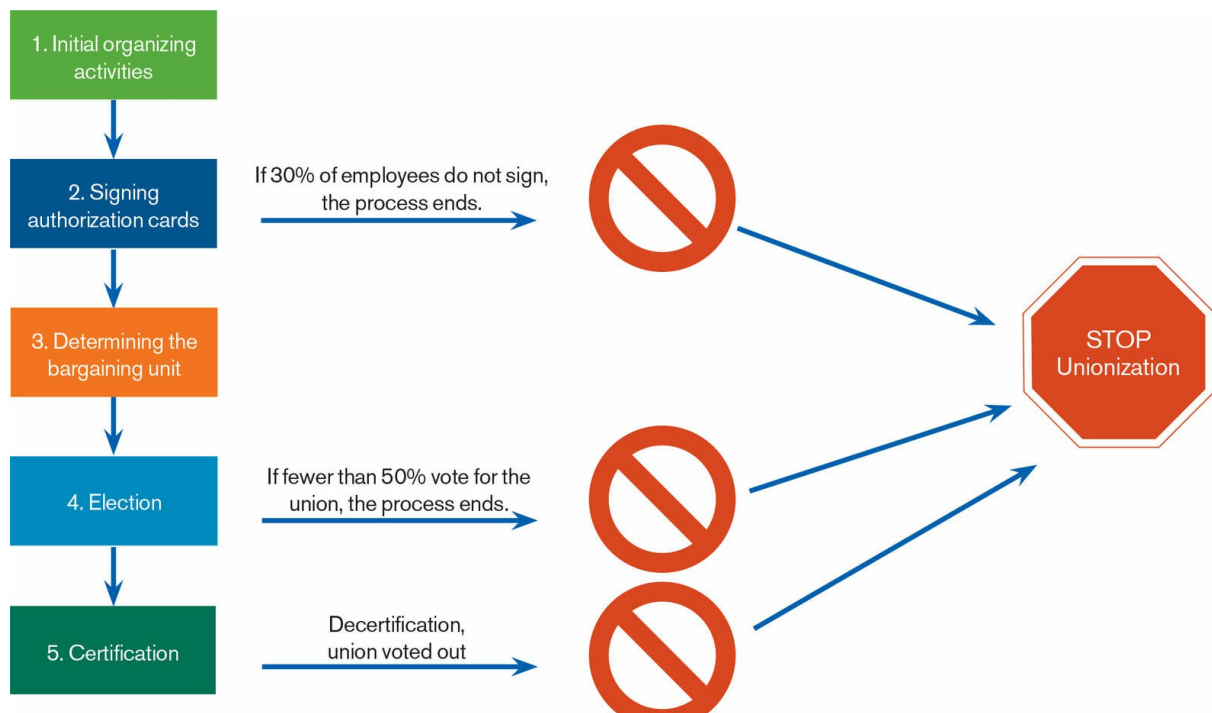 1. Initial organizing
activities
2. Signing
authorization cards
If 30% of employees do not sign,
the process ends.
3. Determining the
bargaining unit
STOP
Unionization
4. Election
If fewer than 50% vote for the
union, the process ends.
5. Certification
Decertification,
union voted out